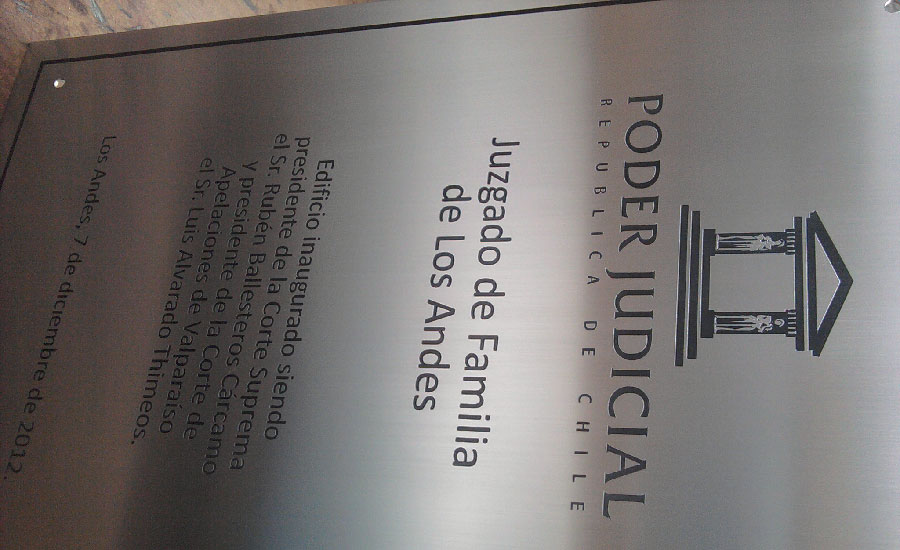 PODER JUDICIAL
REPUBLICA DE CHILE
Juzgado de Familia
de Los Andes
Edificio inaugurado siendo
presidente de la Corte Suprema
el Sr. Rubén Ballesteros Cárcamo
y presidente de la Corte de
Apelaciones de Valparaíso
el Sr. Luis Alvarado Thimeos.
Los Andes, 7 de diciembre de 2012.